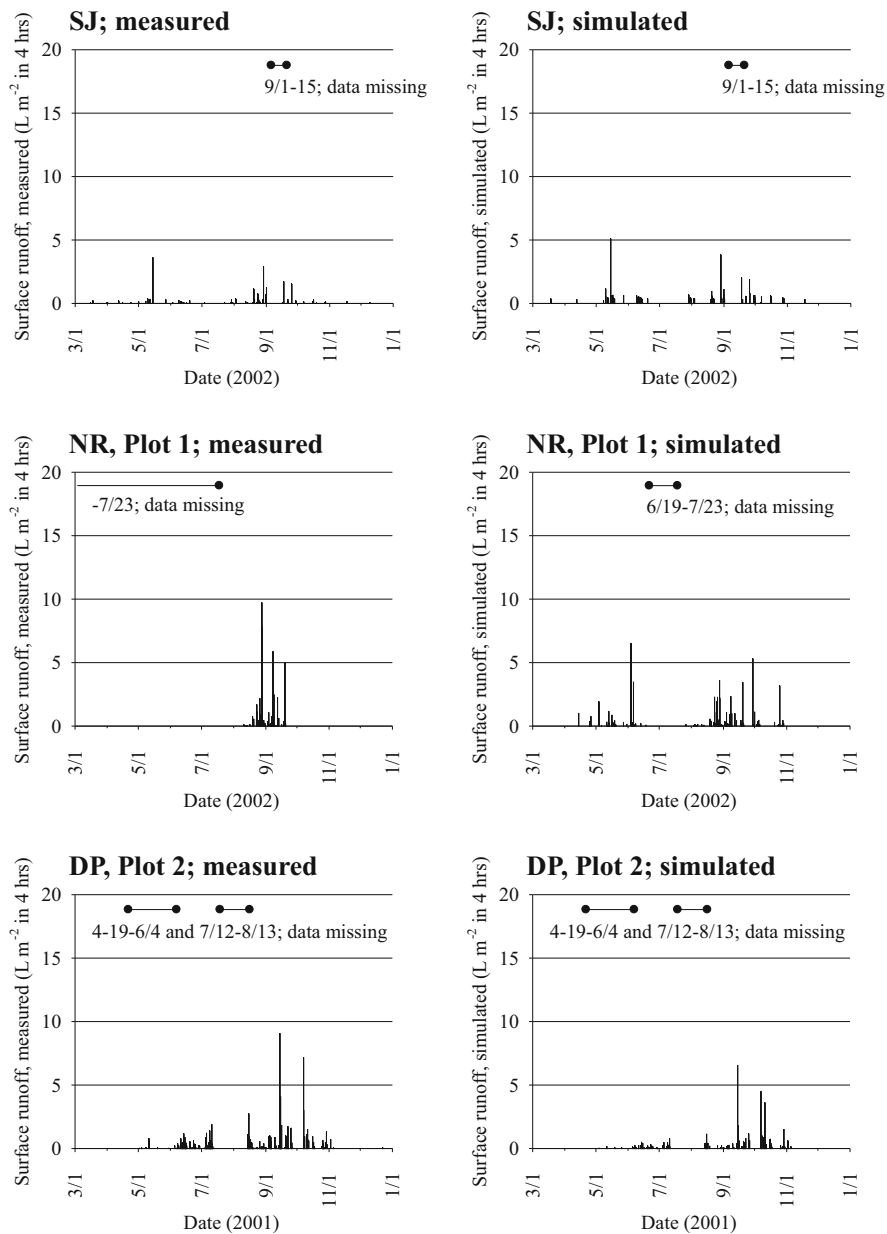 SJ; measured
Surface runoff, measured (L m⁻² in 4 hrs)
20
15
10
5
0
9/1-15; data missing
3/1
5/1
7/1
9/1
11/1
1/1
Date (2002)
SJ; simulated
Surface runoff, simulated (L m⁻² in 4 hrs)
20
15
10
5
0
9/1-15; data missing
3/1
5/1
7/1
9/1
11/1
1/1
Date (2002)
NR, Plot 1; measured
Surface runoff, measured (L m⁻² in 4 hrs)
20
15
10
5
0
-7/23; data missing
3/1
5/1
7/1
9/1
11/1
1/1
Date (2002)
NR, Plot 1; simulated
Surface runoff, simulated (L m⁻² in 4 hrs)
20
15
10
5
0
6/19-7/23; data missing
3/1
5/1
7/1
9/1
11/1
1/1
Date (2002)
DP, Plot 2; measured
Surface runoff, measured (L m⁻² in 4 hrs)
20
15
10
5
0
4-19-6/4 and 7/12-8/13; data missing
3/1
5/1
7/1
9/1
11/1
1/1
Date (2001)
DP, Plot 2; simulated
Surface runoff, simulated (L m⁻² in 4 hrs)
20
15
10
5
0
4-19-6/4 and 7/12-8/13; data missing
3/1
5/1
7/1
9/1
11/1
1/1
Date (2001)